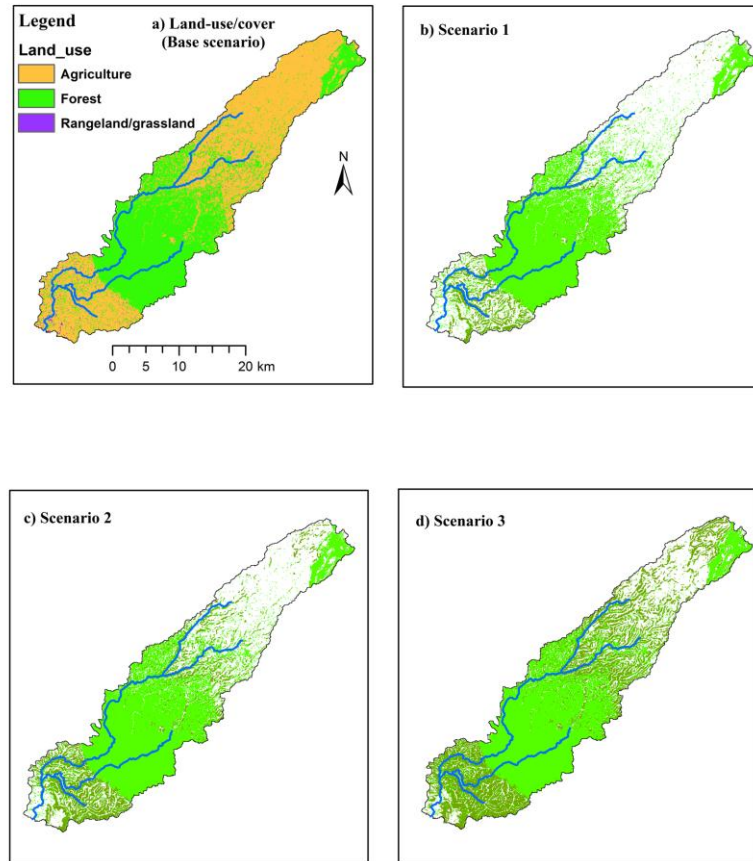 Legend
a) Land-use/cover
(Base scenario)
Land_use
Agriculture
Forest
Rangeland/grassland
N
0 5 10 20 km
b) Scenario 1
c) Scenario 2
d) Scenario 3